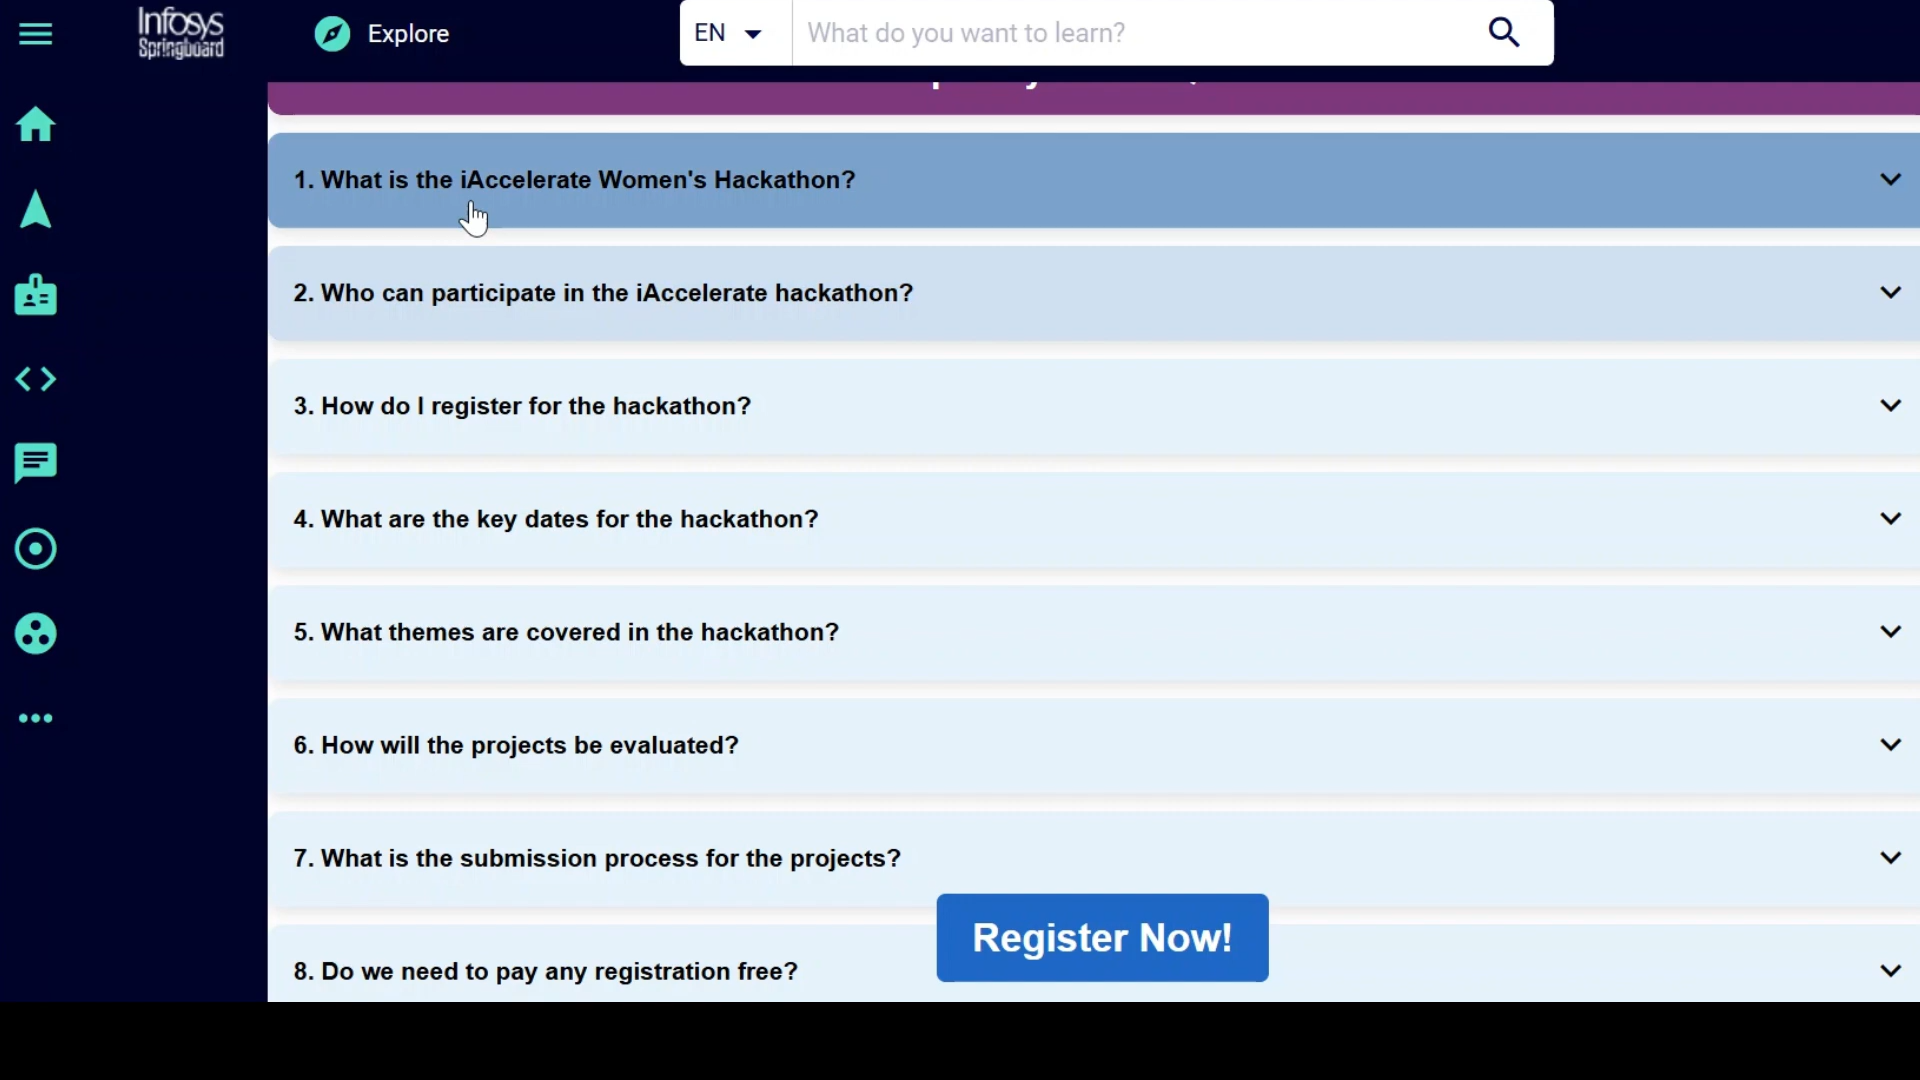 Infosys
Springboard
Explore
EN
What do you want to learn?
1. What is the iAccelerate Women's Hackathon?
2. Who can participate in the iAccelerate hackathon?
3. How do I register for the hackathon?
4. What are the key dates for the hackathon?
5. What themes are covered in the hackathon?
6. How will the projects be evaluated?
7. What is the submission process for the projects?
Register Now!
8. Do we need to pay any registration free?